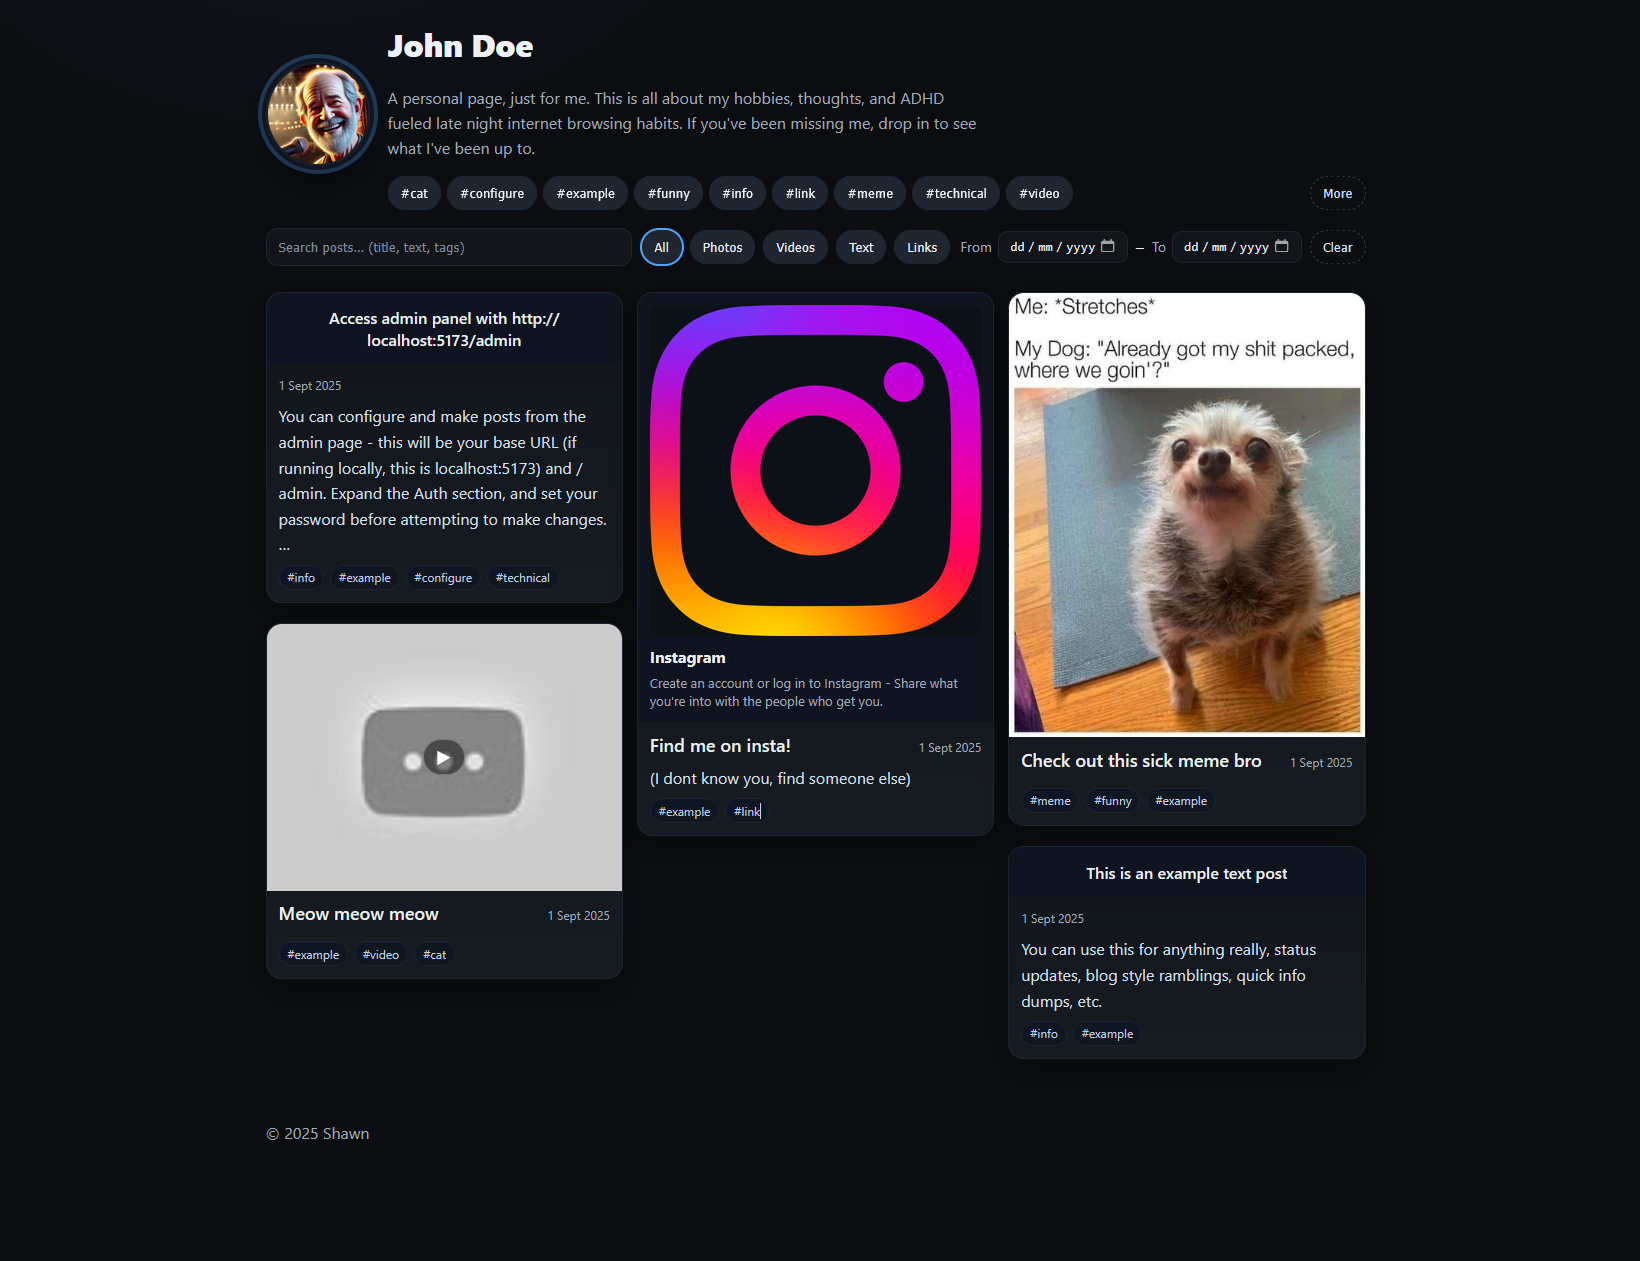 John Doe
A personal page, just for me. This is all about my hobbies, thoughts, and ADHD
fueled late night internet browsing habits. If you've been missing me, drop in to see
what I've been up to.
#cat #configure #example #funny #info #link #meme #technical #video More
Search posts... (title, text, tags) All Photos Videos Text Links From dd/mm/yyyy – To dd/mm/yyyy Clear
Access admin panel with http://
localhost:5173/admin
1 Sept 2025
You can configure and make posts from the
admin page - this will be your base URL (if
running locally, this is localhost:5173) and /
admin. Expand the Auth section, and set your
password before attempting to make changes.
...
#info #example #configure #technical
Meow meow meow 1 Sept 2025
#example #video #cat
Instagram
Create an account or log in to Instagram - Share what
you're into with the people who get you.
Find me on insta! 1 Sept 2025
(I dont know you, find someone else)
#example #link
Me: *Stretches*
My Dog: "Already got my shit packed,
where we goin'?"
Check out this sick meme bro 1 Sept 2025
#meme #funny #example
This is an example text post
1 Sept 2025
You can use this for anything really, status
updates, blog style ramblings, quick info
dumps, etc.
#info #example
© 2025 Shawn